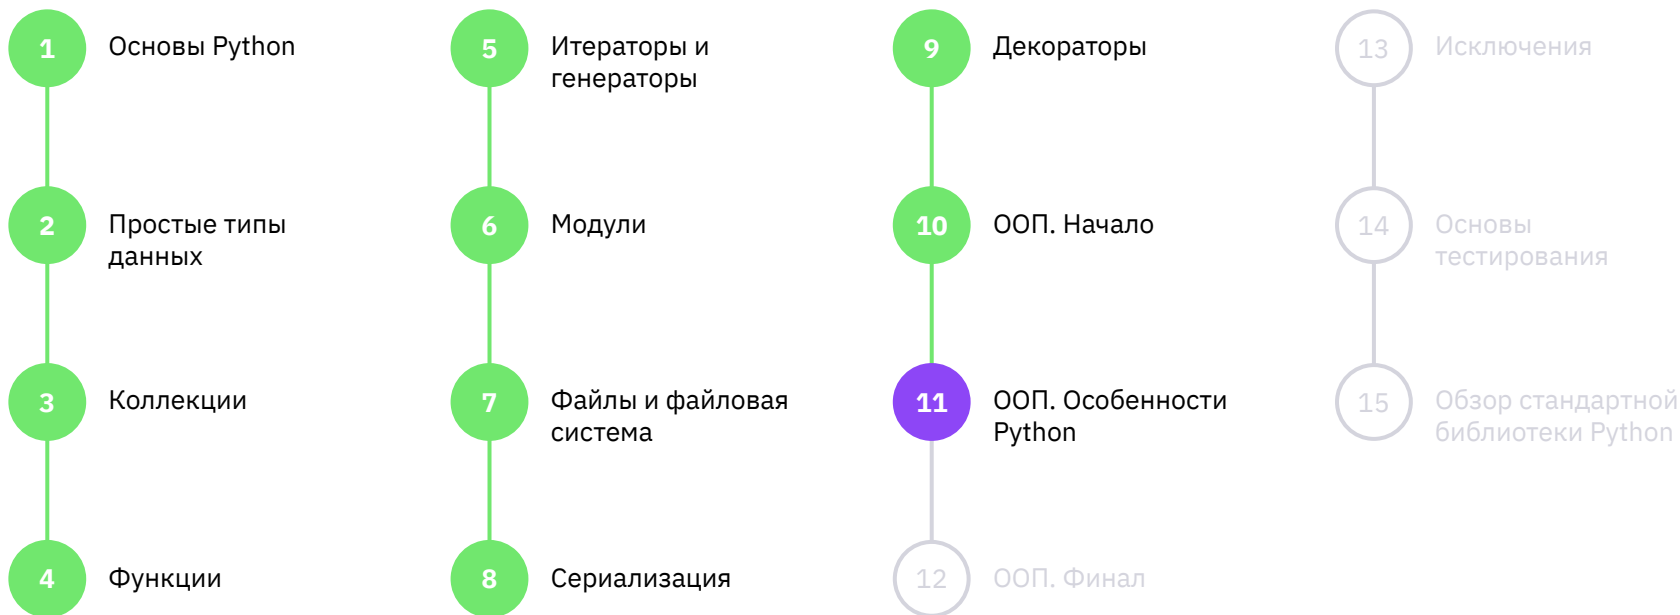 1
Основы Python
2
Простые типы
данных
3
Коллекции
4
Функции
5
Итераторы и
генераторы
6
Модули
7
Файлы и файловая
система
8
Сериализация
9
Декораторы
10
ООП. Начало
11
ООП. Особенности
Python
12
ООП. Финал
13
Исключения
14
Основы
тестирования
15
Обзор стандартной
библиотеки Python